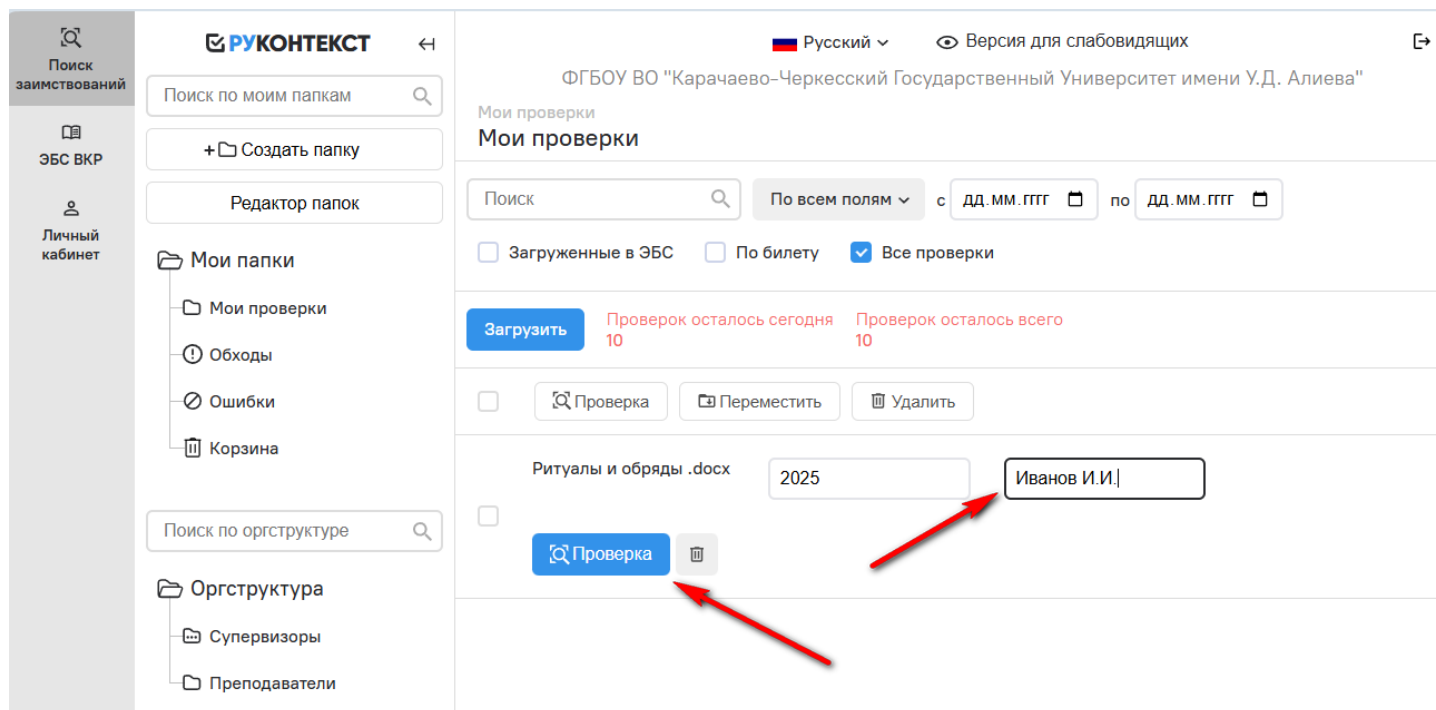 Поиск
заимствований
ЭБС ВКР
Личный
кабинет
РУКОНТЕКСТ
Поиск по моим папкам
+ Создать папку
Редактор папок
Мои папки
Мои проверки
Обходы
Ошибки
Корзина
Поиск по оргструктуре
Оргструктура
Супервизоры
Преподаватели
Русский Версия для слабовидящих
ФГБОУ ВО "Карачаево-Черкесский Государственный Университет имени У.Д. Алиева"
Мои проверки
Мои проверки
Поиск По всем полям с дд.мм.гггг по дд.мм.гггг
Загруженные в ЭБС По билету Все проверки
Загрузить Проверок осталось сегодня Проверок осталось всего
10 10
Проверка Переместить Удалить
Ритуалы и обряды .docx 2025 Иванов И.И.
Проверка